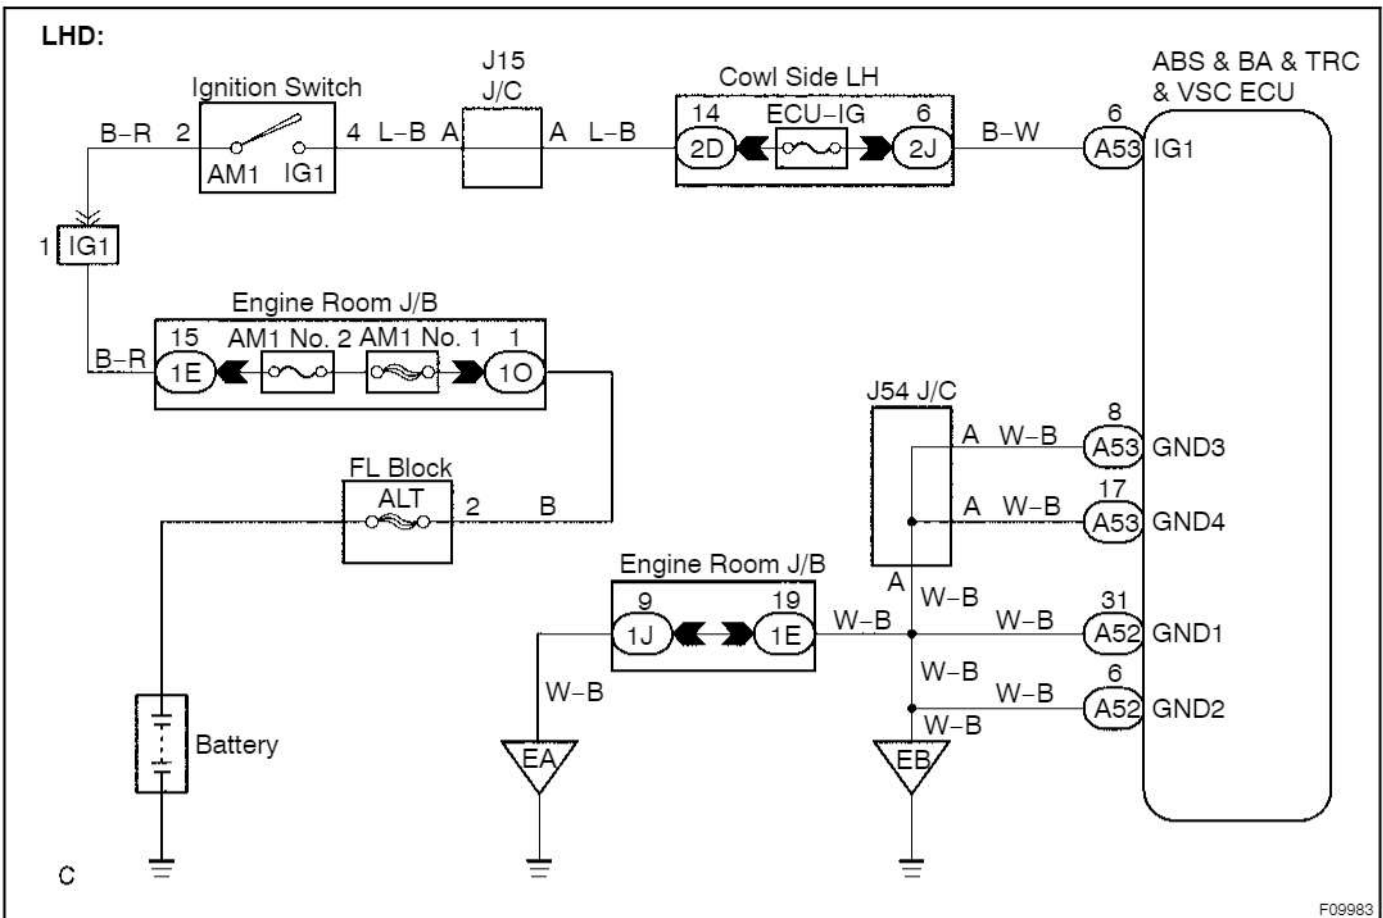 LHD:
Ignition Switch
J15
J/C
Cowl Side LH
ABS & BA & TRC
& VSC ECU
B-R 2
4 L-B A
A L-B
14 ECU-IG 6
B-W
6
AM1 IG1
2D
2J
A53 IG1
1 IG1
Engine Room J/B
15 AM1 No. 2 AM1 No. 1 1
B-R
1E
1O
J54 J/C
8
A W-B A53 GND3
17
A W-B A53 GND4
FL Block
ALT 2 B
Engine Room J/B
A W-B
9 19
1J 1E W-B
31
W-B A52 GND1
W-B
W-B
6
W-B A52 GND2
W-B
Battery
EA
EB
C
F09983